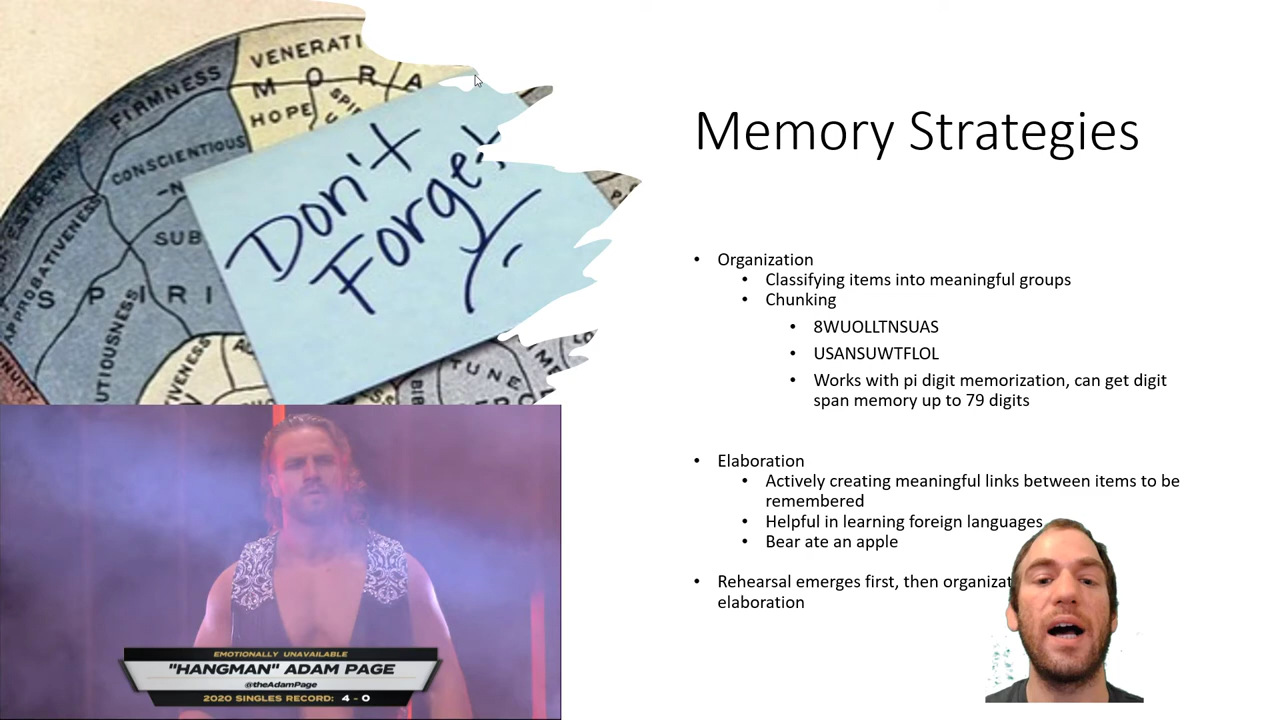 FIRMNESS
VENERATI
M O R A
HOPE
CONSCIENTIOUS
-N
SUB
APPROBATIVENESS
S P I R I
Don't
Forget
TUNE
Memory Strategies
• Organization
• Classifying items into meaningful groups
• Chunking
• 8WUOLLTNSUAS
• USANSUWTFLOL
• Works with pi digit memorization, can get digit
span memory up to 79 digits
• Elaboration
• Actively creating meaningful links between items to be
remembered
• Helpful in learning foreign languages
• Bear ate an apple
• Rehearsal emerges first, then organizat
elaboration
EMOTIONALLY UNAVAILABLE
"HANGMAN" ADAM PAGE
@theAdamPage
2020 SINGLES RECORD: 4 - 0